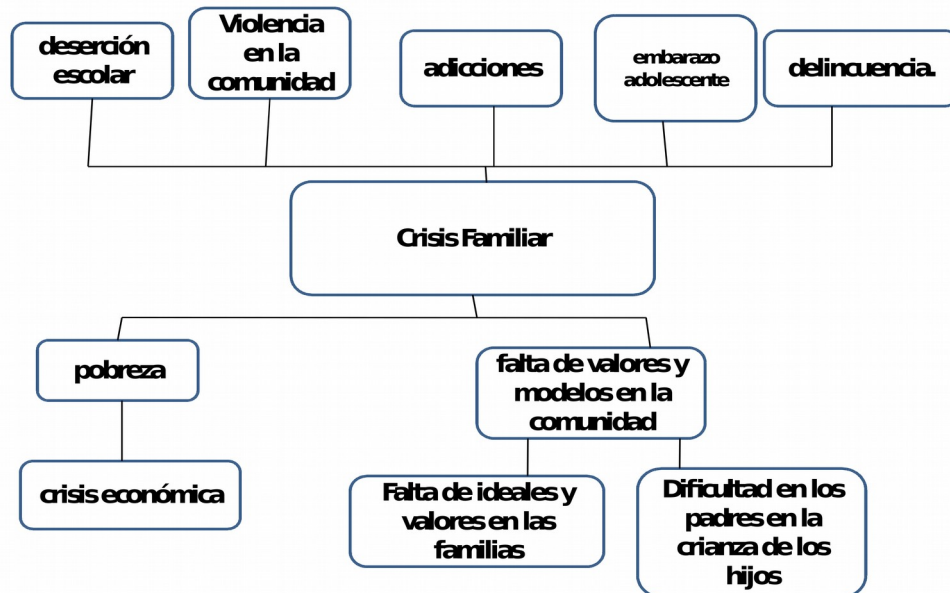 deserción
escolar
Violencia
en la
comunidad
adicciones
embarazo
adolescente
delincuencia.
Crisis Familiar
pobreza
falta de valores y
modelos en la
comunidad
crisis económica
Falta de ideales y
valores en las
familias
Dificultad en los
padres en la
crianza de los
hijos